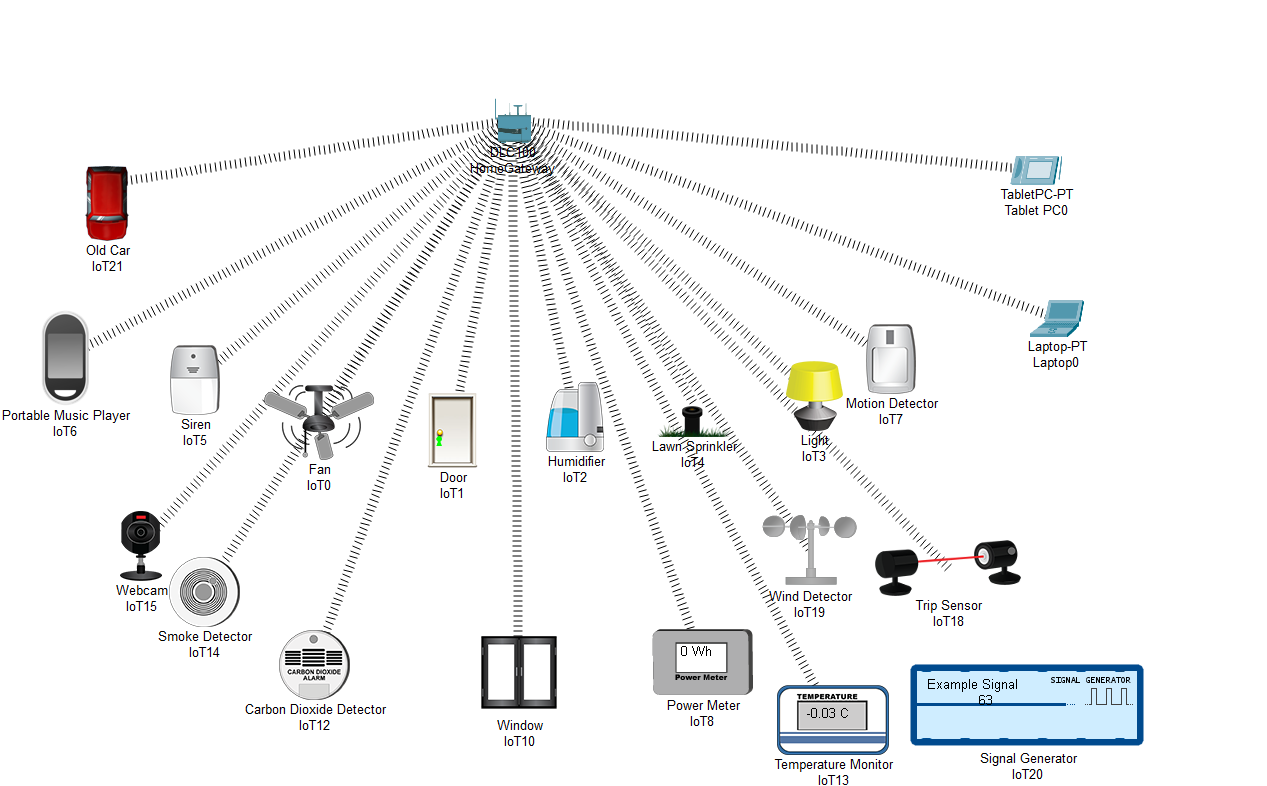 DLC100
HomeGateway
TabletPC-PT
Tablet PC0
Old Car
IoT21
Laptop-PT
Laptop0
Portable Music Player
IoT6
Siren
IoT5
Motion Detector
IoT7
Fan
IoT0
Door
IoT1
Humidifier
IoT2
Lawn Sprinkler
IoT4
Light
IoT3
Webcam
IoT15
Smoke Detector
IoT14
Wind Detector
IoT19
Trip Sensor
IoT18
CARBON DIOXIDE
ALARM
Carbon Dioxide Detector
IoT12
Window
IoT10
0 Wh
Power Meter
Power Meter
IoT8
TEMPERATURE
-0.03 C
Temperature Monitor
IoT13
Example Signal
63
SIGNAL GENERATOR
Signal Generator
IoT20